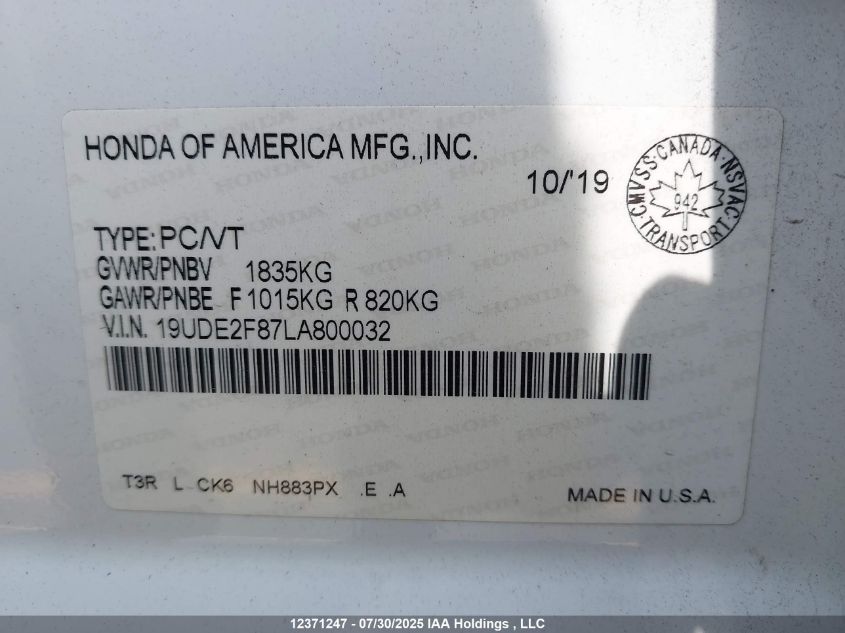 HONDA OF AMERICA MFG.,INC.
10/'19
CMVSS·CANADA·NSVAC
942
TRANSPORT
TYPE:PC/VT
GVWR/PNBV 1835KG
GAWR/PNBE F 1015KG R 820KG
V.I.N. 19UDE2F87LA800032
T3R L CK6 NH883PX .E .A
MADE IN U.S.A.
12371247 - 07/30/2025 IAA Holdings , LLC